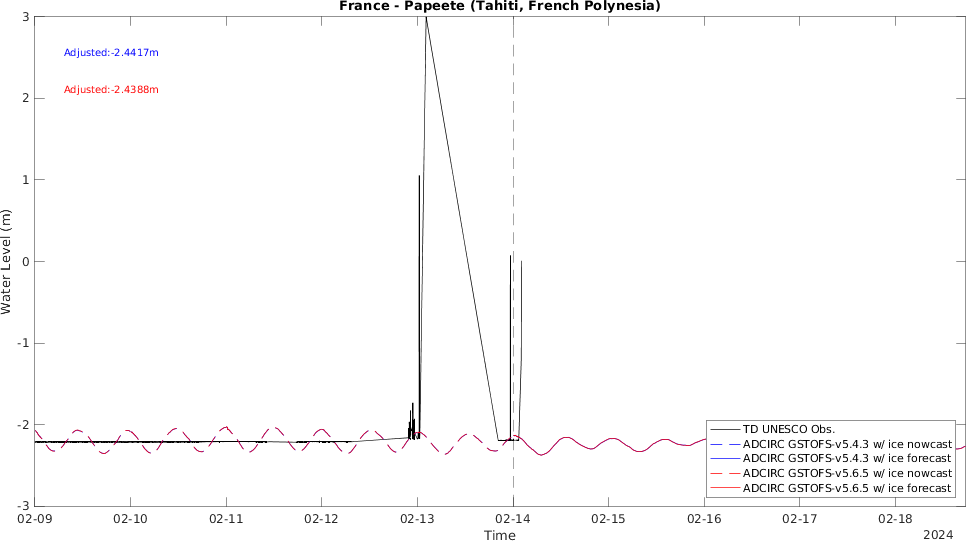 France - Papeete (Tahiti, French Polynesia)
3
Adjusted:-2.4417m
Adjusted:-2.4388m
2
1
0
-1
-2
-3
Water Level (m)
TD UNESCO Obs.
ADCIRC GSTOFS-v5.4.3 w/ ice nowcast
ADCIRC GSTOFS-v5.4.3 w/ ice forecast
ADCIRC GSTOFS-v5.6.5 w/ ice nowcast
ADCIRC GSTOFS-v5.6.5 w/ ice forecast
02-09 02-10 02-11 02-12 02-13 02-14 02-15 02-16 02-17 02-18
Time
2024